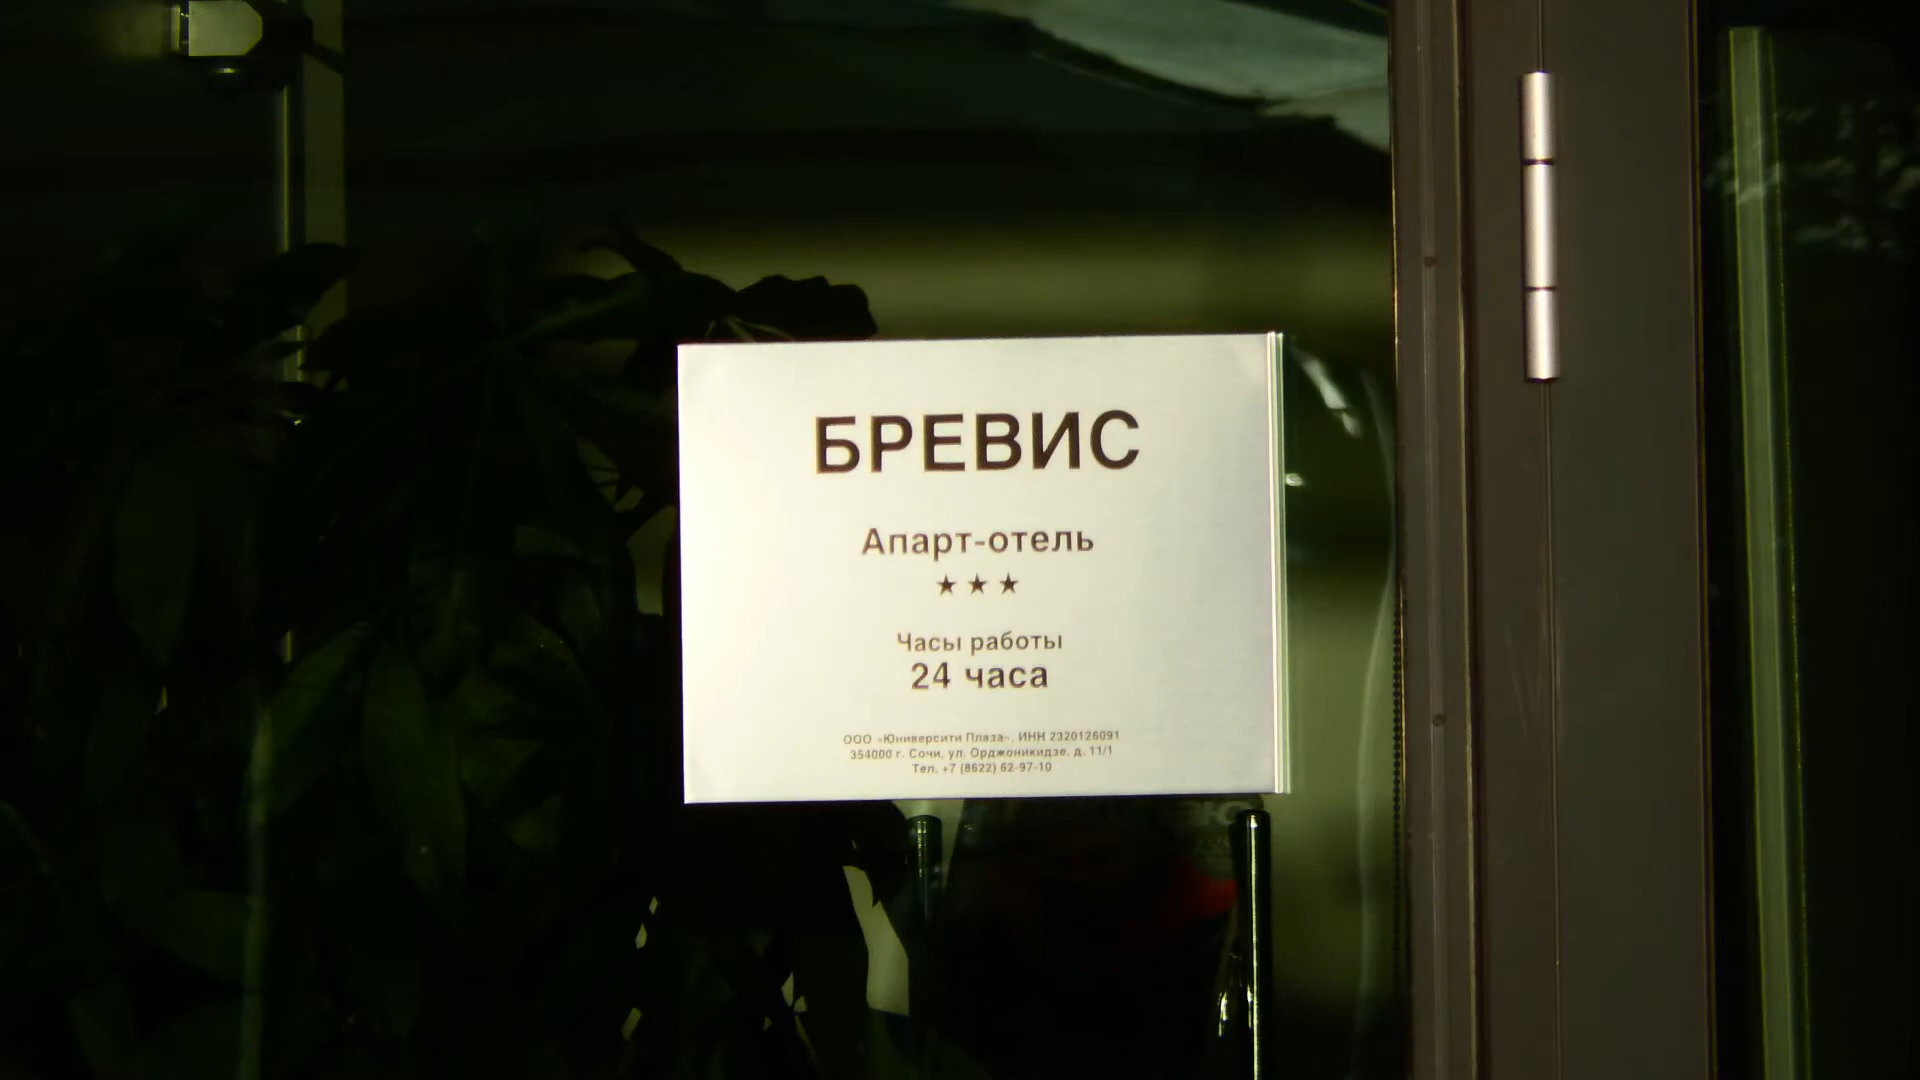 БРЕВИС
Апарт-отель
★ ★ ★
Часы работы
24 часа
ООО «Юниверсити Плаза», ИНН 2320126091
354000 г. Сочи, ул. Орджоникидзе, д. 11/1
Тел. +7 (8622) 62-97-10